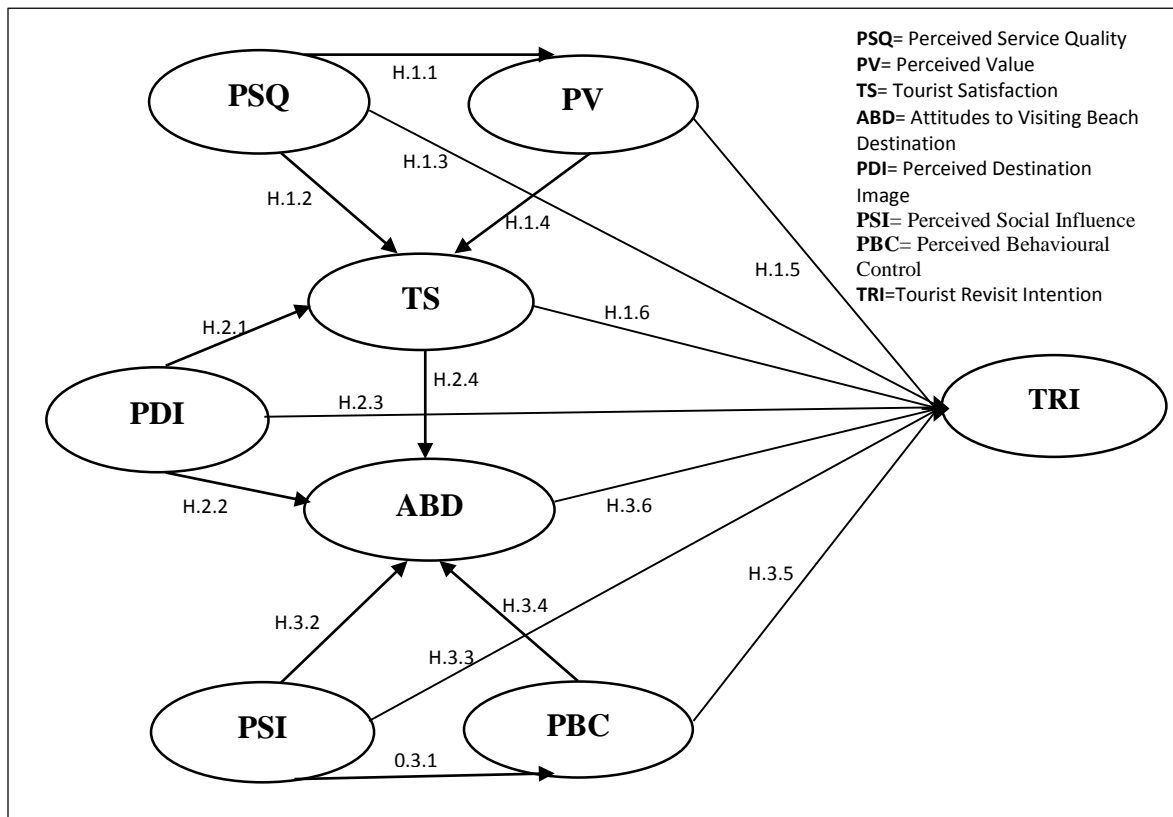 PSQ= Perceived Service Quality
PV= Perceived Value
TS= Tourist Satisfaction
ABD= Attitudes to Visiting Beach
Destination
PDI= Perceived Destination
Image
PSI= Perceived Social Influence
PBC= Perceived Behavioural
Control
TRI=Tourist Revisit Intention
H.1.1
PSQ
PV
H.1.3
H.1.2
H.1.4
H.1.5
TS
H.1.6
H.2.1
H.2.4
PDI
H.2.3
TRI
H.2.2
ABD
H.3.6
H.3.5
H.3.2
H.3.4
H.3.3
PSI
PBC
0.3.1